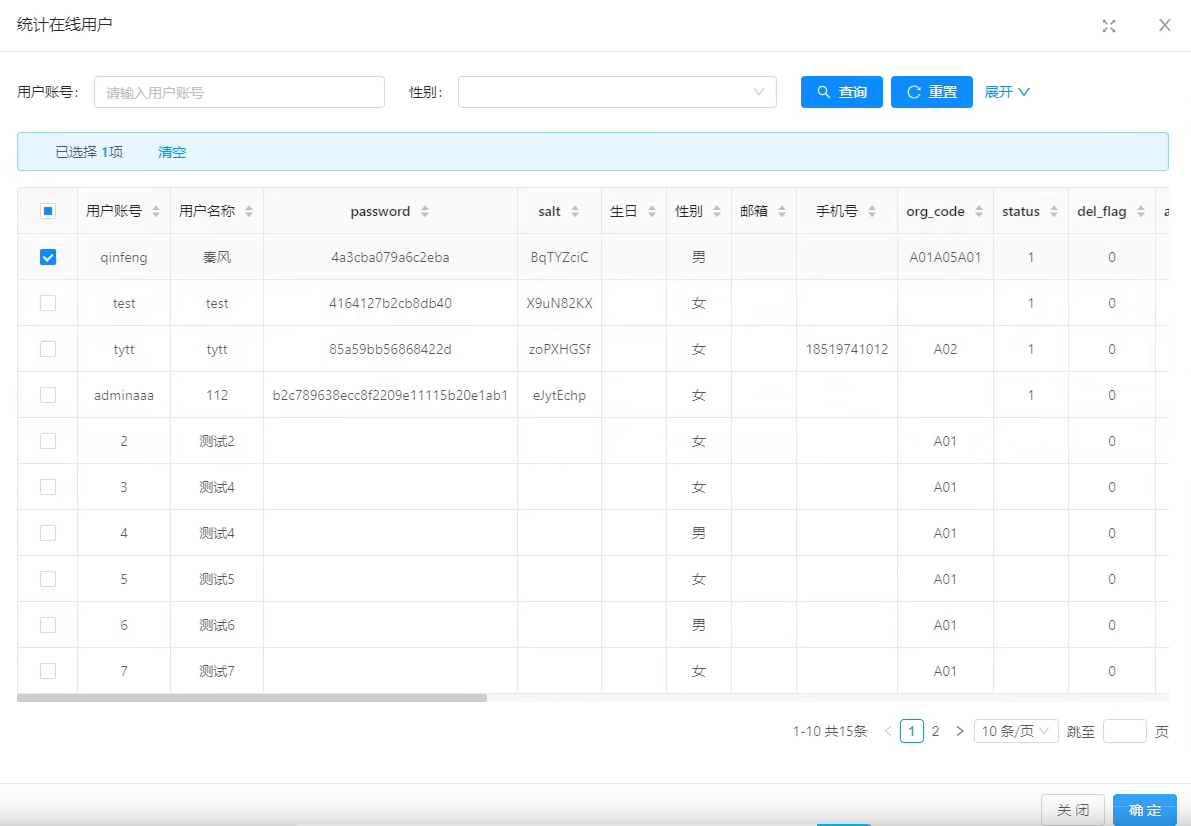 统计在线用户
用户账号: 请输入用户账号 性别: 查询 重置 展开
已选择 1项 清空
用户账号 用户名称 password salt 生日 性别 邮箱 手机号 org_code status del_flag
qinfeng 秦风 4a3cba079a6c2eba BqTYZciC 男 A01A05A01 1 0
test test 4164127b2cb8db40 X9uN82KX 女 1 0
tytt tytt 85a59bb56868422d zoPXHGSf 女 18519741012 A02 1 0
adminaaa 112 b2c789638ecc8f2209e11115b20e1ab1 eJytEchp 女 1 0
2 测试2 女 A01 0
3 测试4 女 A01 0
4 测试4 男 A01 0
5 测试5 女 A01 0
6 测试6 男 A01 0
7 测试7 女 A01 0
1-10 共15条 1 2 10 条/页 跳至 页
关 闭 确 定